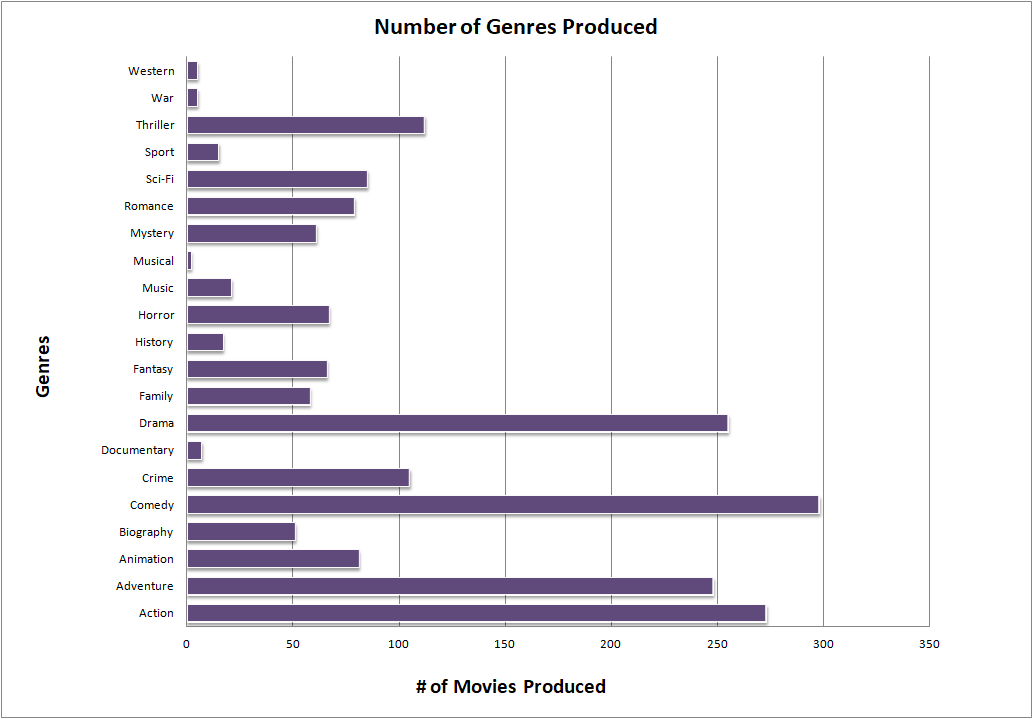 Number of Genres Produced
Western
War
Thriller
Sport
Sci-Fi
Romance
Mystery
Musical
Music
Horror
History
Fantasy
Family
Drama
Documentary
Crime
Comedy
Biography
Animation
Adventure
Action
Genres
0 50 100 150 200 250 300 350
# of Movies Produced